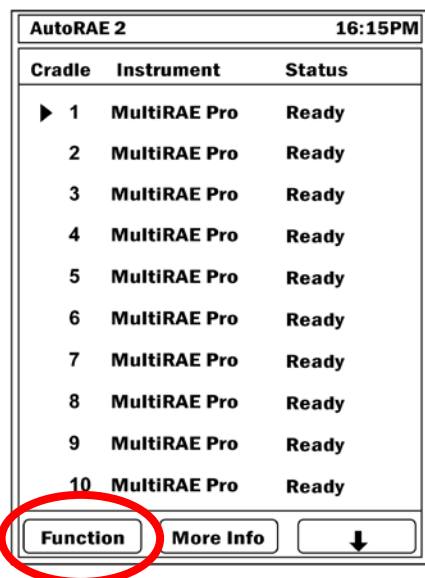 AutoRAE 2 16:15PM
Cradle Instrument Status
1 MultiRAE Pro Ready
2 MultiRAE Pro Ready
3 MultiRAE Pro Ready
4 MultiRAE Pro Ready
5 MultiRAE Pro Ready
6 MultiRAE Pro Ready
7 MultiRAE Pro Ready
8 MultiRAE Pro Ready
9 MultiRAE Pro Ready
10 MultiRAE Pro Ready
Function More Info